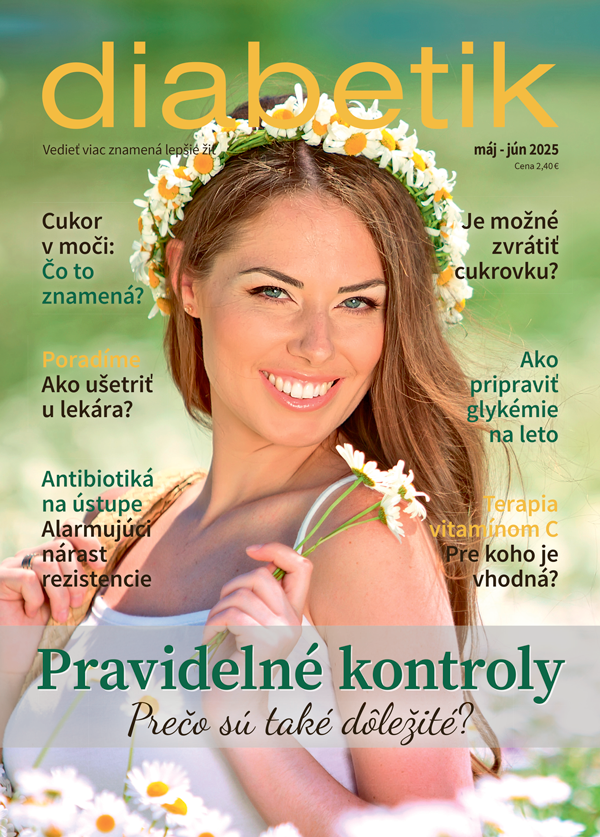 diabetik
Vedieť viac znamená lepšie žiť
máj - jún 2025
Cena 2,40 €
Cukor
v moči:
Čo to
znamená?
Je možné
zvrátiť
cukrovku?
Poradíme
Ako ušetriť
u lekára?
Ako
pripraviť
glykémie
na leto
Antibiotiká
na ústupe
Alarmujúci
nárast
rezistencie
Terapia
vitamínom C
Pre koho je
vhodná?
Pravidelné kontroly
Prečo sú také dôležité?